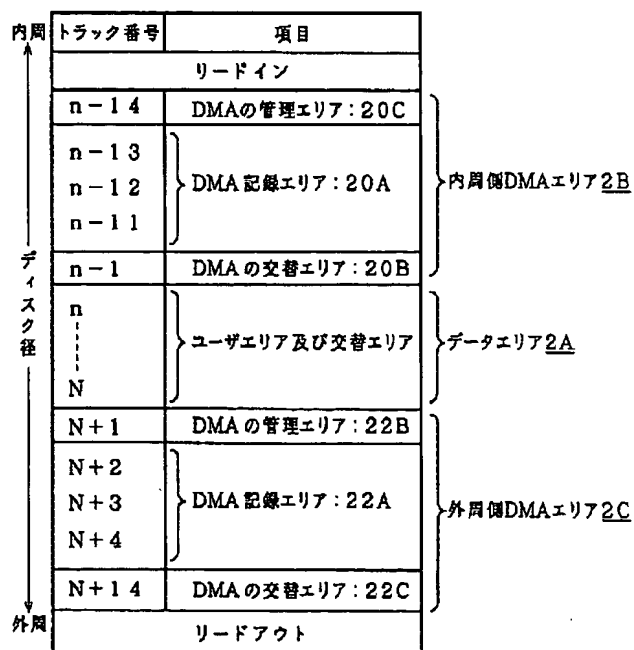 内周 トラック番号 項目
リードイン
n-14 DMAの管理エリア:20C
n-13
n-12 DMA記録エリア:20A 内周側DMAエリア2B
n-11
n-1 DMAの交替エリア:20B
ディスク径
n
ユーザエリア及び交替エリア データエリア2A
N
N+1 DMAの管理エリア:22B
N+2
N+3 DMA記録エリア:22A 外周側DMAエリア2C
N+4
N+14 DMAの交替エリア:22C
外周 リードアウト